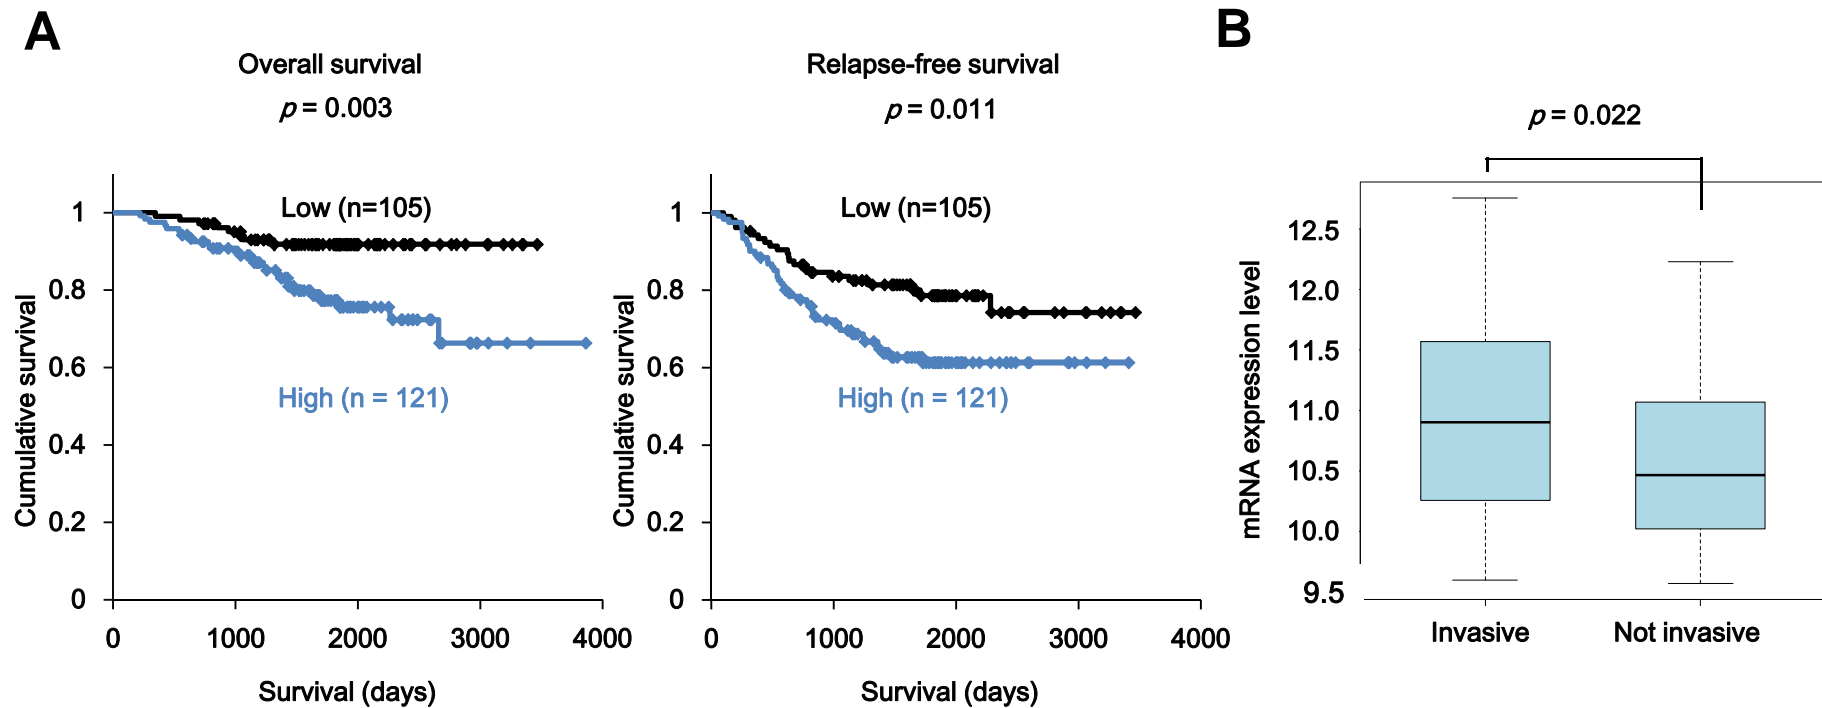 A
Overall survival
p = 0.003
Cumulative survival
1
0.8
0.6
0.4
0.2
0
Low (n=105)
High (n = 121)
0 1000 2000 3000 4000
Survival (days)
Relapse-free survival
p = 0.011
Cumulative survival
1
0.8
0.6
0.4
0.2
0
Low (n=105)
High (n = 121)
0 1000 2000 3000 4000
Survival (days)
B
p = 0.022
mRNA expression level
12.5
12.0
11.5
11.0
10.5
10.0
9.5
Invasive Not invasive